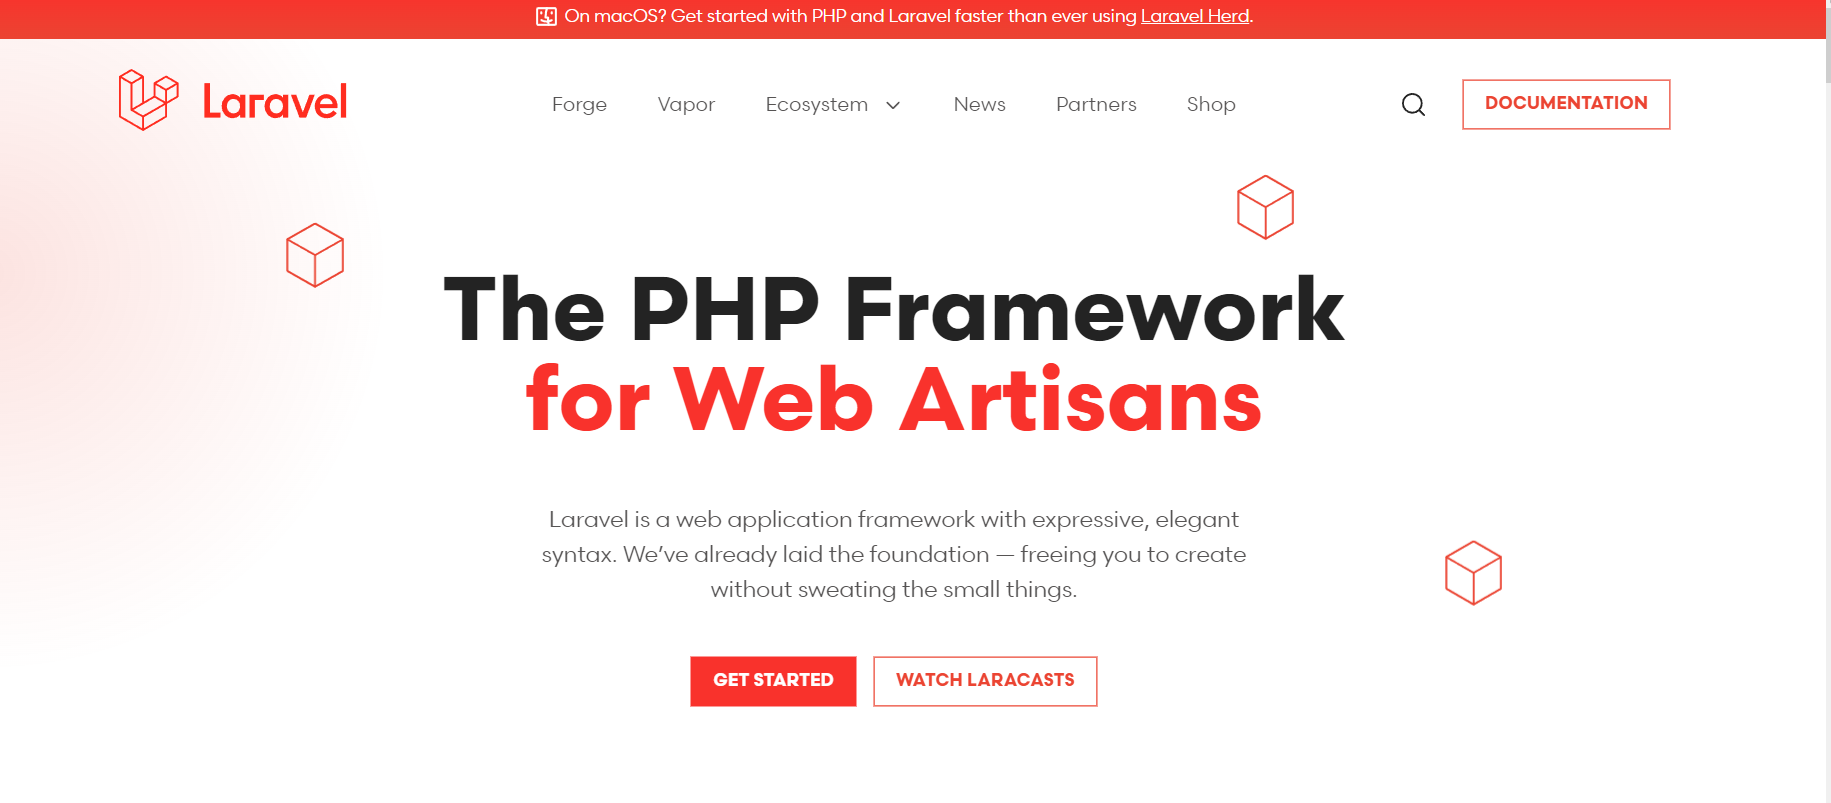 On macOS? Get started with PHP and Laravel faster than ever using Laravel Herd.
Laravel
Forge
Vapor
Ecosystem
News
Partners
Shop
DOCUMENTATION
The PHP Framework
for Web Artisans
Laravel is a web application framework with expressive, elegant
syntax. We’ve already laid the foundation — freeing you to create
without sweating the small things.
GET STARTED
WATCH LARACASTS